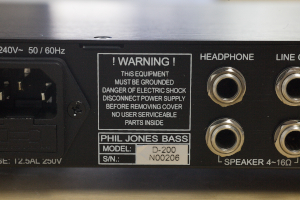 240V~ 50 / 60Hz
! WARNING !
THIS EQUIPMENT
MUST BE GROUNDED
DANGER OF ELECTRIC SHOCK
DISCONNECT POWER SUPPLY
BEFORE REMOVING COVER
NO USER SERVICEABLE
PARTS INSIDE
PHIL JONES BASS
MODEL: D-200
S/N.: N00206
HEADPHONE
LINE
SPEAKER 4~16Ω
12.5AL 250V